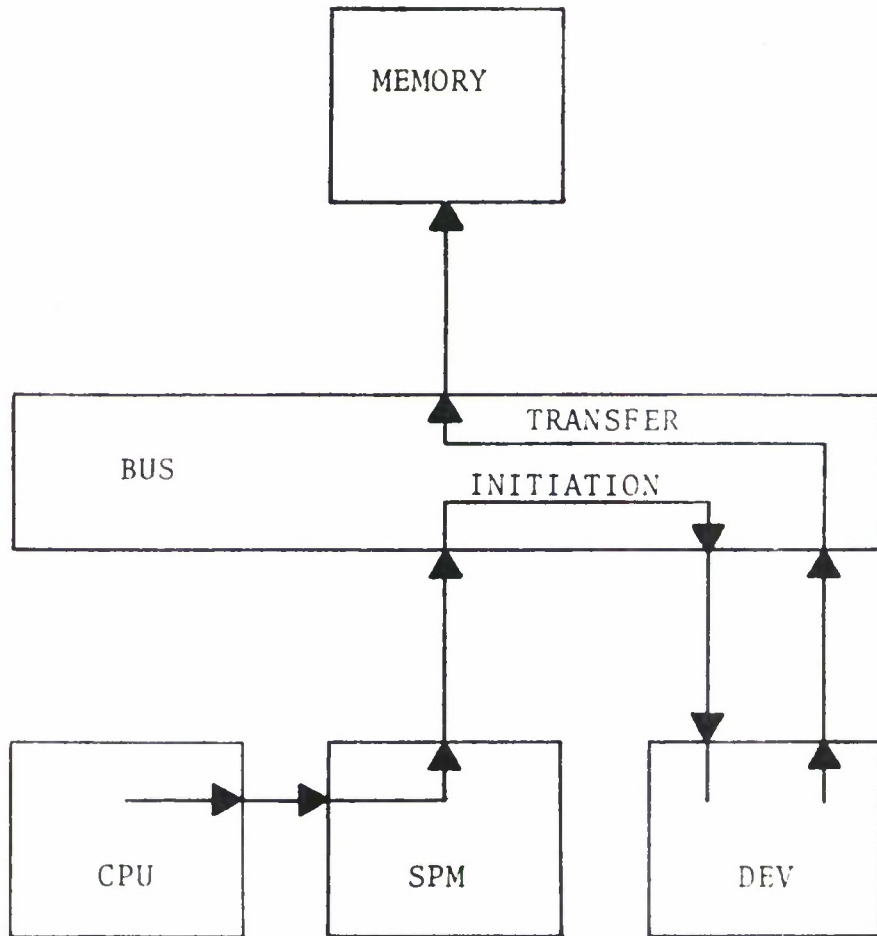 MEMORY
TRANSFER
BUS
INITIATION
CPU
SPM
DEV